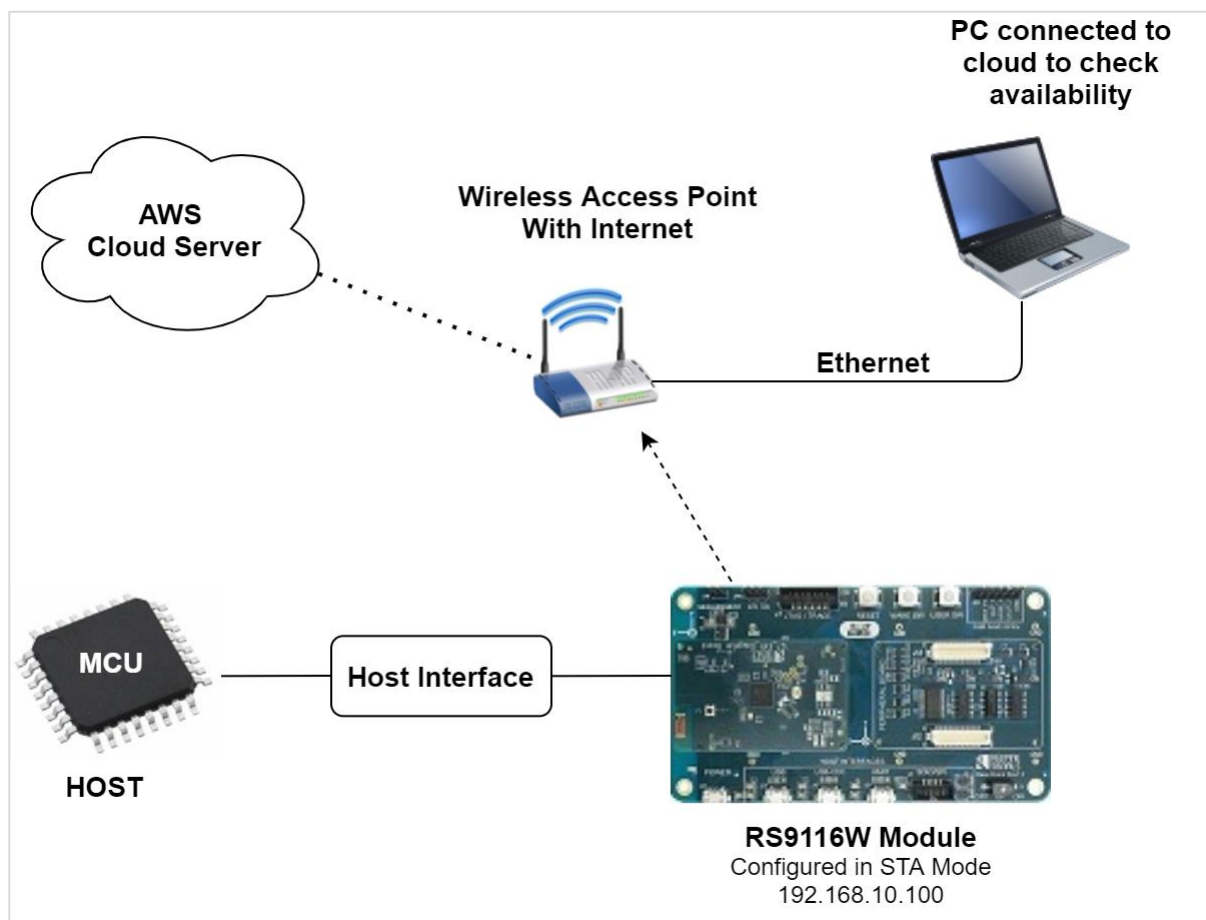 PC connected to
cloud to check
availability
AWS
Cloud Server
Wireless Access Point
With Internet
Ethernet
MCU
Host Interface
HOST
RS9116W Module
Configured in STA Mode
192.168.10.100